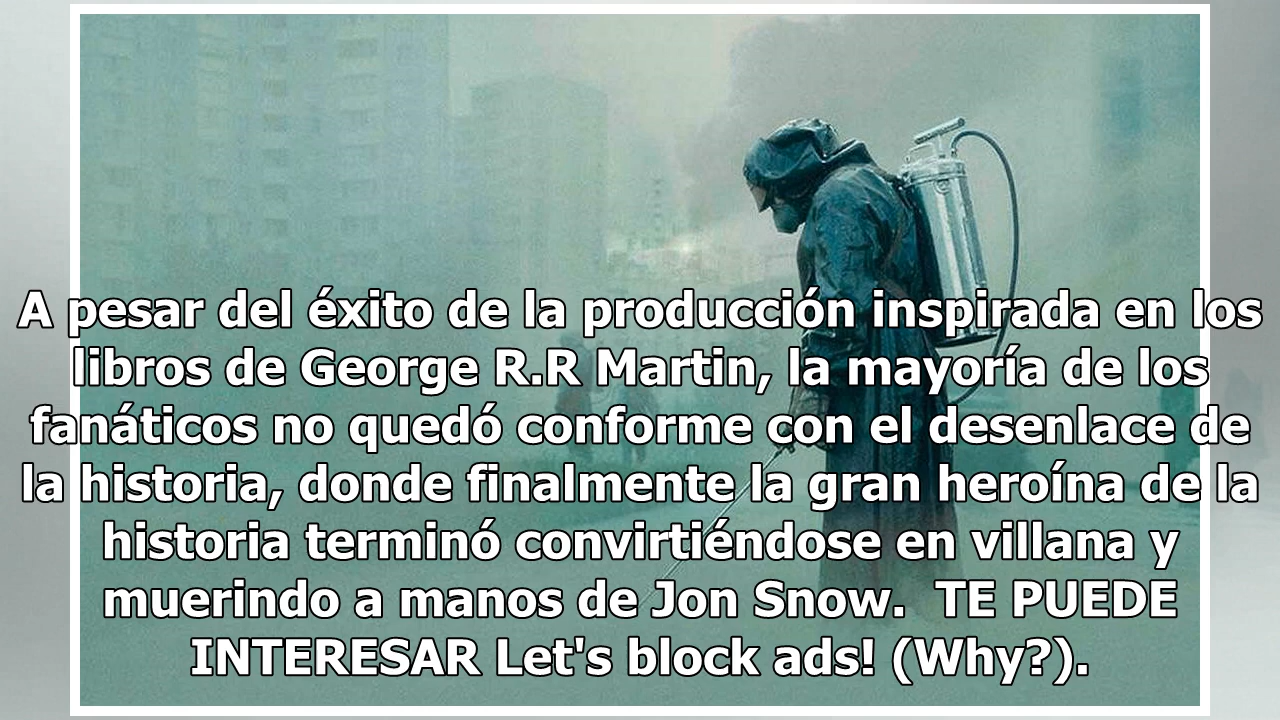 A pesar del éxito de la producción inspirada en los
libros de George R.R Martin, la mayoría de los
fanáticos no quedó conforme con el desenlace de
la historia, donde finalmente la gran heroína de la
historia terminó convirtiéndose en villana y
muerindo a manos de Jon Snow.  TE PUEDE
INTERESAR Let's block ads! (Why?).